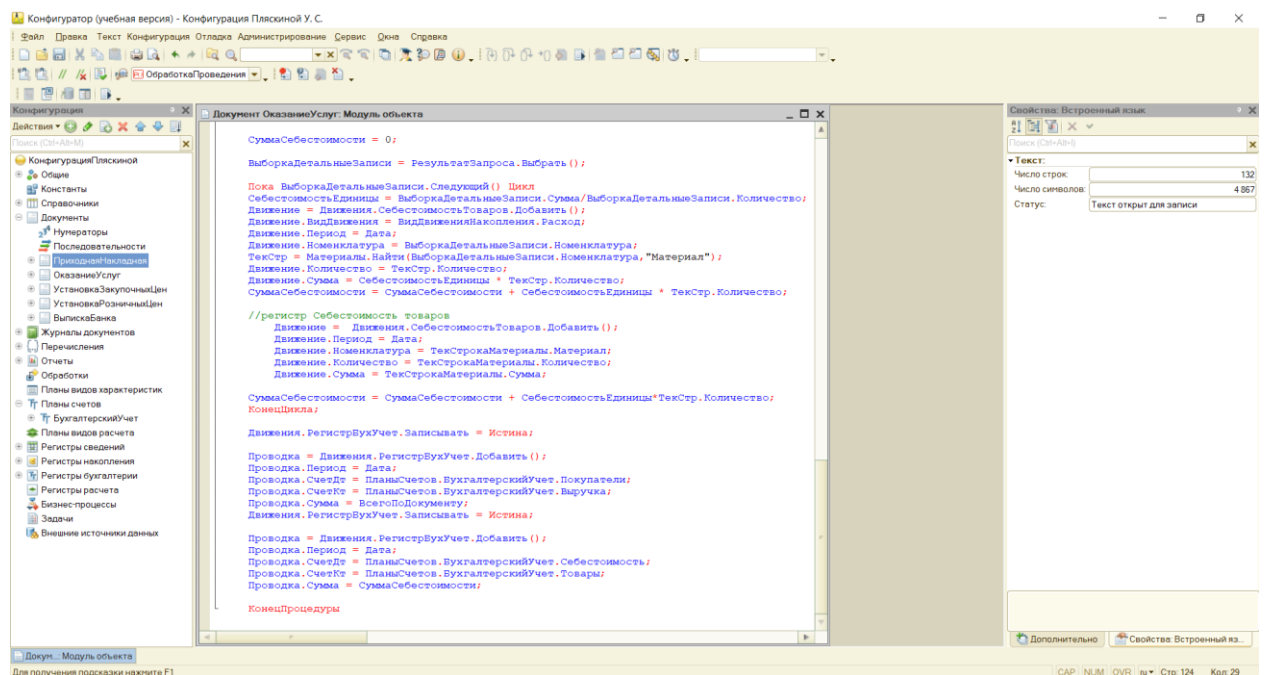 Конфигуратор (учебная версия) - Конфигурация Пляскиной У. С.
Файл Правка Текст Конфигурация Отладка Администрирование Сервис Окна Справка
ОбработкаПроведения
Конфигурация
Действия
Поиск (Ctrl+Alt+M)
КонфигурацияПляскиной
Общие
Константы
Справочники
Документы
Нумераторы
Последовательности
ПриходнаяНакладная
ОказаниеУслуг
УстановкаЗакупочныхЦен
УстановкаРозничныхЦен
ВыпискаБанка
Журналы документов
Перечисления
Отчеты
Обработки
Планы видов характеристик
Планы счетов
БухгалтерскийУчет
Планы видов расчета
Регистры сведений
Регистры накопления
Регистры бухгалтерии
Регистры расчета
Бизнес-процессы
Задачи
Внешние источники данных
Документ ОказаниеУслуг: Модуль объекта
СуммаСебестоимости = 0;
ВыборкаДетальныеЗаписи = РезультатЗапроса.Выбрать();
Пока ВыборкаДетальныеЗаписи.Следующий() Цикл
СебестоимостьЕдиницы = ВыборкаДетальныеЗаписи.Сумма/ВыборкаДетальныеЗаписи.Количество;
Движение = Движения.СебестоимостьТоваров.Добавить();
Движение.ВидДвижения = ВидДвиженияНакопления.Расход;
Движение.Период = Дата;
Движение.Номенклатура = ВыборкаДетальныеЗаписи.Номенклатура;
ТекСтр = Материалы.Найти(ВыборкаДетальныеЗаписи.Номенклатура,"Материал");
Движение.Количество = ТекСтр.Количество;
Движение.Сумма = СебестоимостьЕдиницы * ТекСтр.Количество;
СуммаСебестоимости = СуммаСебестоимости + СебестоимостьЕдиницы * ТекСтр.Количество;
//регистр Себестоимость товаров
Движение = Движения.СебестоимостьТоваров.Добавить();
Движение.Период = Дата;
Движение.Номенклатура = ТекСтрокаМатериалы.Материал;
Движение.Количество = ТекСтрокаМатериалы.Количество;
Движение.Сумма = ТекСтрокаМатериалы.Сумма;
СуммаСебестоимости = СуммаСебестоимости + СебестоимостьЕдиницы*ТекСтр.Количество;
КонецЦикла;
Движения.РегистрБухУчет.Записывать = Истина;
Проводка = Движения.РегистрБухУчет.Добавить();
Проводка.Период = Дата;
Проводка.СчетДт = ПланыСчетов.БухгалтерскийУчет.Покупатели;
Проводка.СчетКт = ПланыСчетов.БухгалтерскийУчет.Выручка;
Проводка.Сумма = ВсегоПоДокументу;
Движения.РегистрБухУчет.Записывать = Истина;
Проводка = Движения.РегистрБухУчет.Добавить();
Проводка.Период = Дата;
Проводка.СчетДт = ПланыСчетов.БухгалтерскийУчет.Себестоимость;
Проводка.СчетКт = ПланыСчетов.БухгалтерскийУчет.Товары;
Проводка.Сумма = СуммаСебестоимости;
КонецПроцедуры
Свойства: Встроенный язык
Поиск (Ctrl+Alt+I)
Текст:
Число строк: 132
Число символов: 4 867
Статус: Текст открыт для записи
Дополнительно
Свойства: Встроенный яз...
Докум...: Модуль объекта
Для получения подсказки нажмите F1
CAP NUM OVR ru Стр: 124 Кол: 29